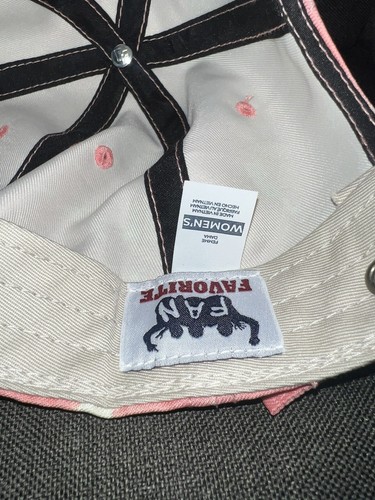 FAN
FAVORITE
DAMA
FEMME
WOMEN'S
MADE IN VIETNAM
FABRIQUÉ AU VIETNAM
HECHO EN VIETNAM